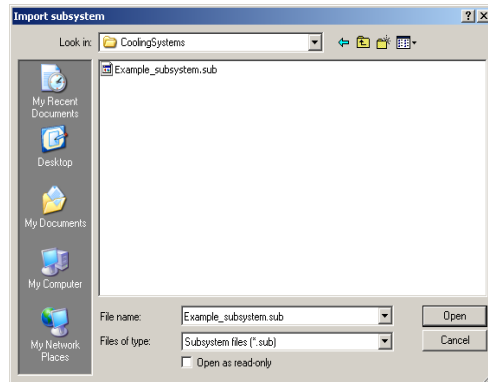 Import subsystem
Look in: CoolingSystems
Example_subsystem.sub
My Recent
Documents
Desktop
My Documents
My Computer
My Network
Places
File name: Example_subsystem.sub Open
Files of type: Subsystem files (*.sub) Cancel
Open as read-only